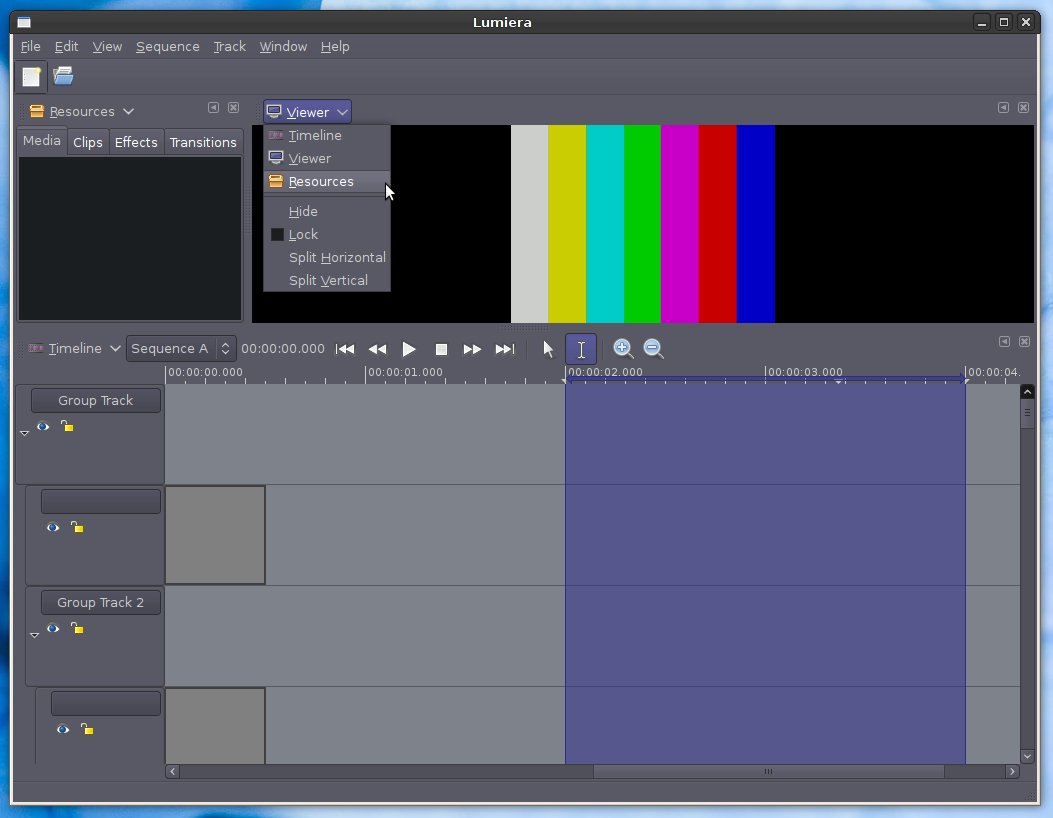 Lumiera
File Edit View Sequence Track Window Help
Resources
Viewer
Media Clips Effects Transitions
Timeline
Viewer
Resources
Hide
Lock
Split Horizontal
Split Vertical
Timeline Sequence A 00:00:00.000
00:00:00.000 00:00:01.000 00:00:02.000 00:00:03.000 00:00:04.
Group Track
Group Track 2